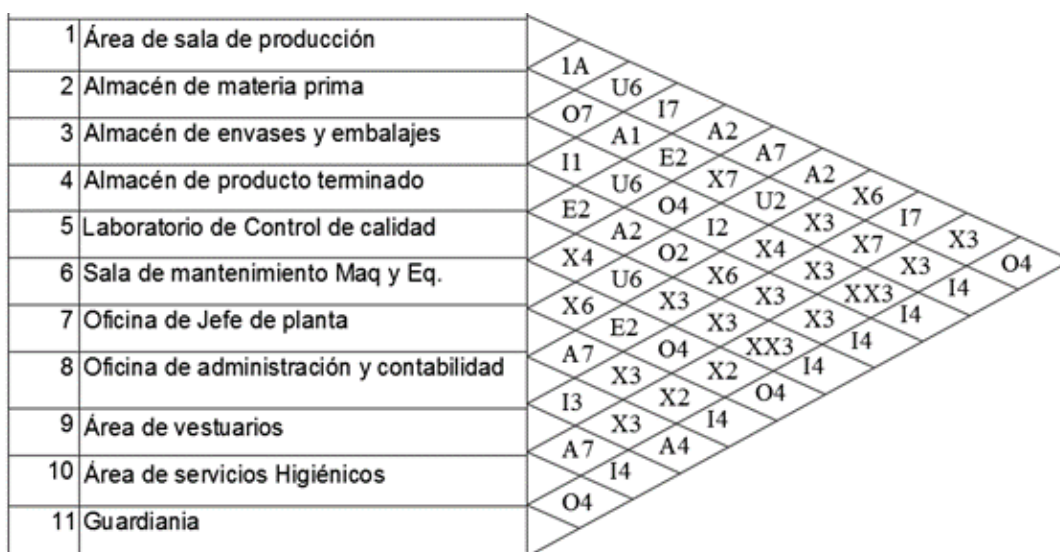 1 Área de sala de producción
2 Almacén de materia prima
3 Almacén de envases y embalajes
4 Almacén de producto terminado
5 Laboratorio de Control de calidad
6 Sala de mantenimiento Maq y Eq.
7 Oficina de Jefe de planta
8 Oficina de administración y contabilidad
9 Área de vestuarios
10 Área de servicios Higiénicos
11 Guardiania
1A
U6
O7 I7
A1 A2
I1 E2 A7
U6 X7 A2
E2 O4 U2 X6
A2 I2 X3 I7
X4 O2 X4 X7 X3
U6 X6 X3 X3 O4
X6 X3 X3 XX3 I4
E2 X3 X3 I4
A7 O4 XX3 I4
X3 X2 I4
I3 X2 O4
X3 I4
A7 A4
I4
O4